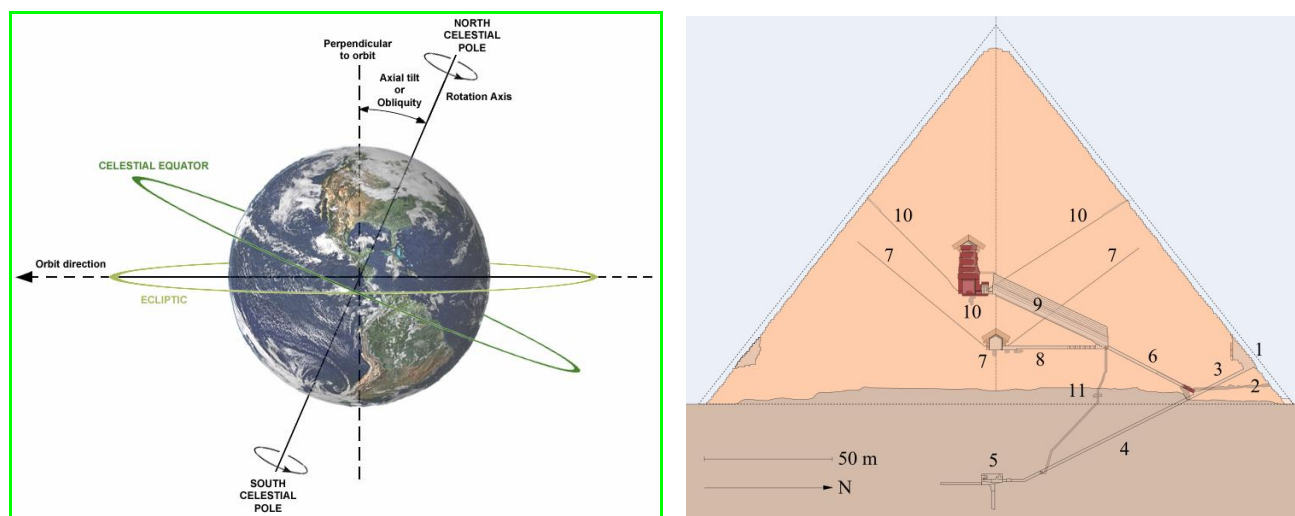 NORTH
CELESTIAL
POLE
Perpendicular
to orbit
Axial tilt
or
Obliquity
Rotation Axis
CELESTIAL EQUATOR
Orbit direction
ECLIPTIC
SOUTH
CELESTIAL
POLE
10
10
7
7
9
10
1
7
8
6
3
2
11
4
50 m
5
N